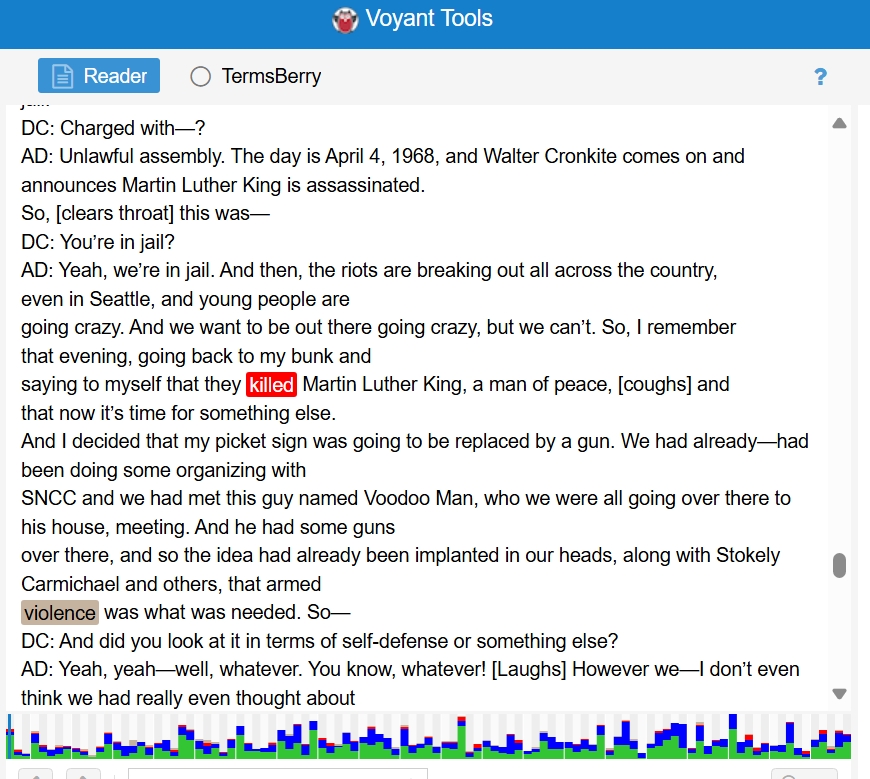 Voyant Tools
Reader
TermsBerry
?
DC: Charged with—?
AD: Unlawful assembly. The day is April 4, 1968, and Walter Cronkite comes on and
announces Martin Luther King is assassinated.
So, [clears throat] this was—
DC: You’re in jail?
AD: Yeah, we’re in jail. And then, the riots are breaking out all across the country,
even in Seattle, and young people are
going crazy. And we want to be out there going crazy, but we can’t. So, I remember
that evening, going back to my bunk and
saying to myself that they killed Martin Luther King, a man of peace, [coughs] and
that now it’s time for something else.
And I decided that my picket sign was going to be replaced by a gun. We had already—had
been doing some organizing with
SNCC and we had met this guy named Voodoo Man, who we were all going over there to
his house, meeting. And he had some guns
over there, and so the idea had already been implanted in our heads, along with Stokely
Carmichael and others, that armed
violence was what was needed. So—
DC: And did you look at it in terms of self-defense or something else?
AD: Yeah, yeah—well, whatever. You know, whatever! [Laughs] However we—I don’t even
think we had really even thought about